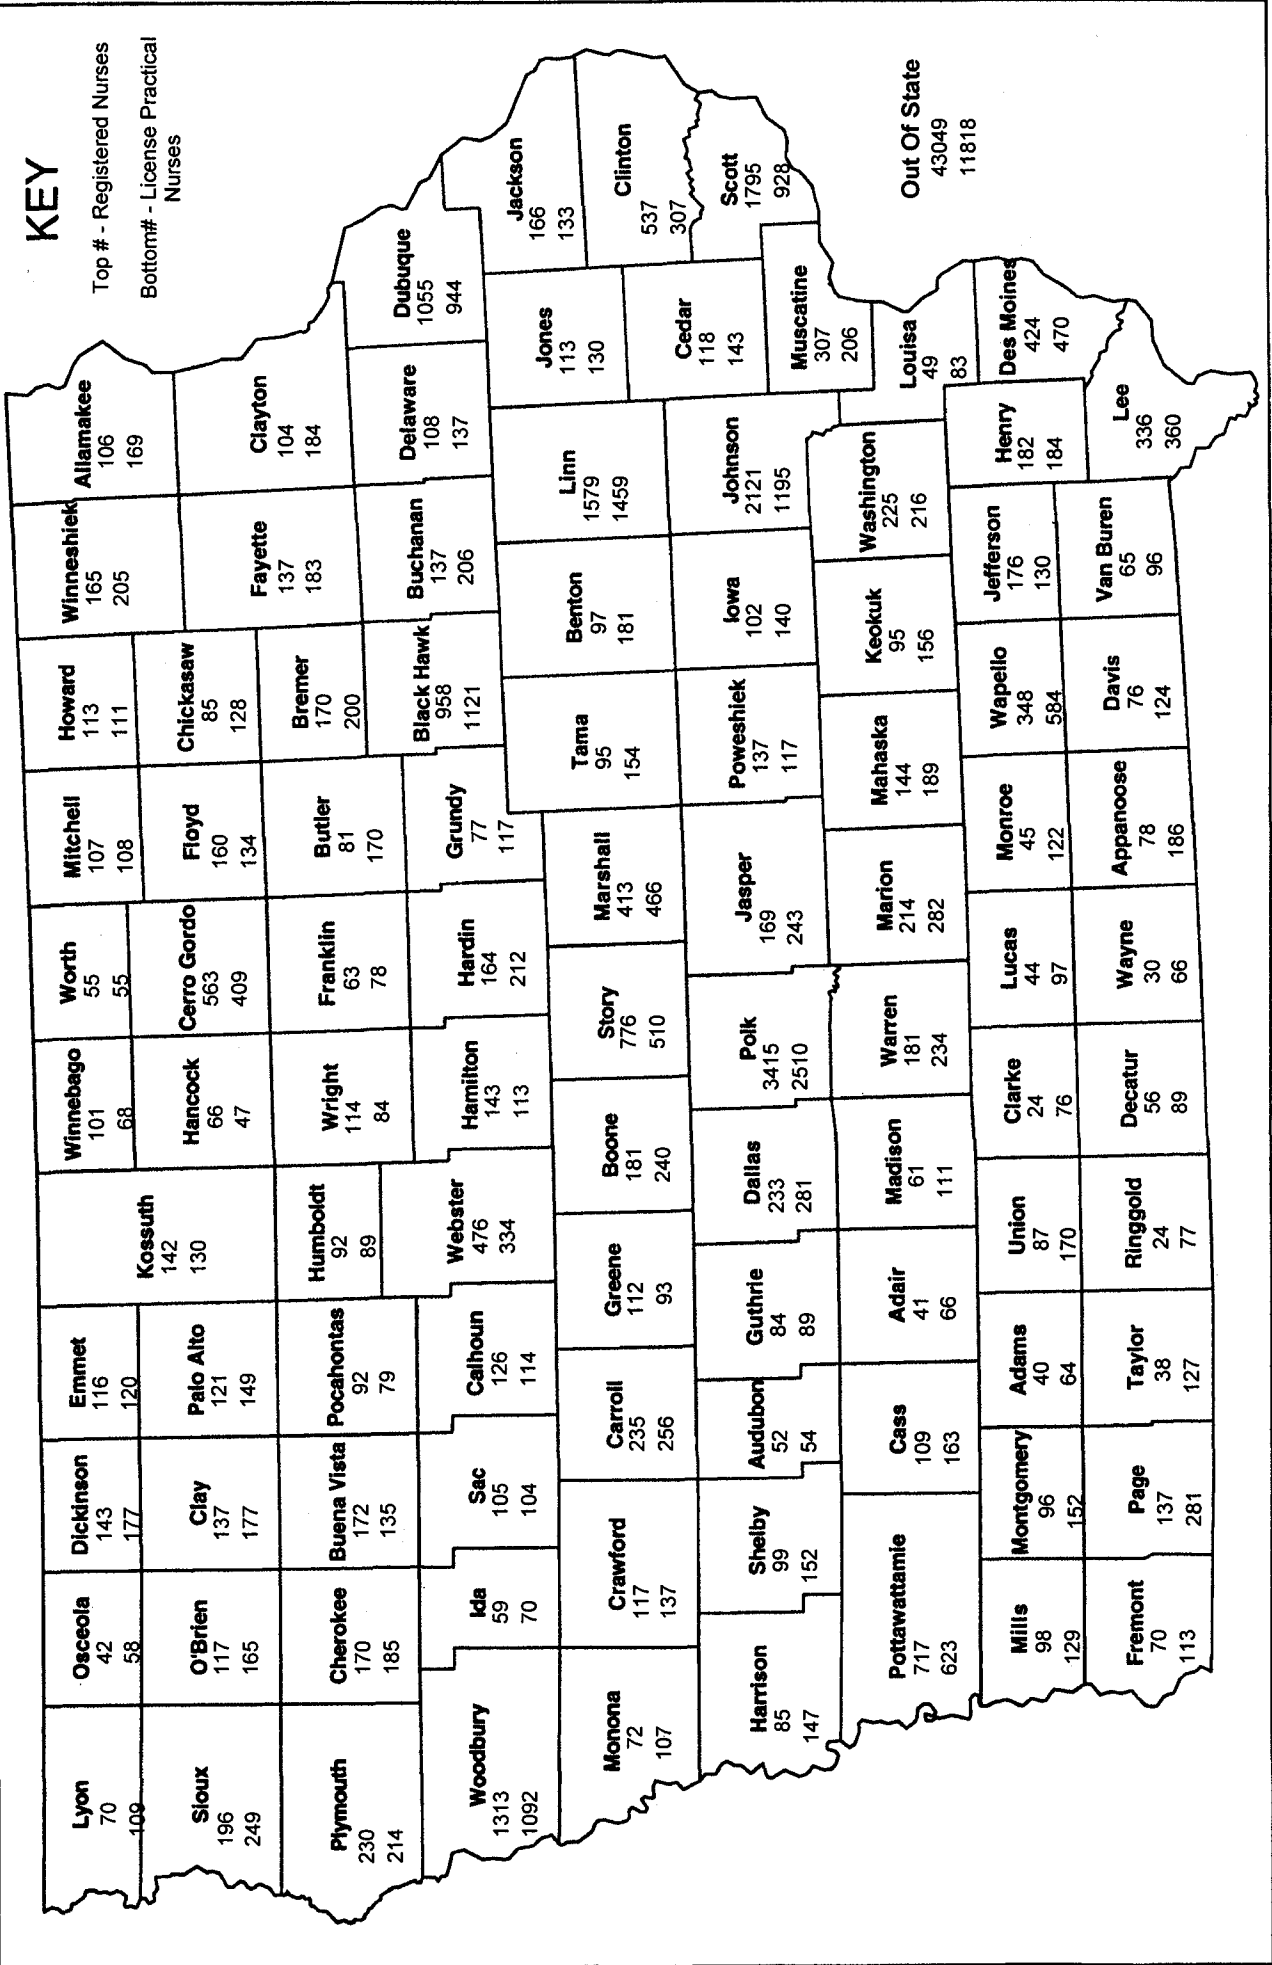 KEY
Top # - Registered Nurses
Bottom# - License Practical
Nurses
Lyon
70
109
Osceola
42
58
Dickinson
143
177
Emmet
116
120
Kossuth
142
130
Winnebago
101
68
Worth
55
55
Mitchell
107
108
Howard
113
111
Winneshiek
165
205
Allamakee
106
169
Sioux
196
249
O'Brien
117
165
Clay
137
177
Palo Alto
121
149
Hancock
66
47
Cerro Gordo
563
409
Floyd
160
134
Chickasaw
85
128
Fayette
137
183
Clayton
104
184
Plymouth
230
214
Cherokee
170
185
Buena Vista
172
135
Pocahontas
92
79
Humboldt
92
89
Wright
114
84
Franklin
63
78
Butler
81
170
Bremer
170
200
Black Hawk
958
1121
Buchanan
137
206
Delaware
108
137
Dubuque
1055
944
Woodbury
1313
1092
Ida
59
70
Sac
105
104
Calhoun
126
114
Webster
476
334
Hamilton
143
113
Hardin
164
212
Grundy
77
117
Jackson
166
133
Monona
72
107
Crawford
117
137
Carroll
235
256
Greene
112
93
Boone
181
240
Story
776
510
Marshall
413
466
Tama
95
154
Benton
97
181
Linn
1579
1459
Jones
113
130
Clinton
537
307
Harrison
85
147
Shelby
99
152
Audubon
52
54
Guthrie
84
89
Dallas
233
281
Polk
3415
2510
Jasper
169
243
Poweshiek
137
117
Iowa
102
140
Johnson
2121
1195
Cedar
118
143
Scott
1795
928
Muscatine
307
206
Pottawattamie
717
623
Cass
109
163
Adair
41
66
Madison
61
111
Warren
181
234
Marion
214
282
Mahaska
144
189
Keokuk
95
156
Washington
225
216
Louisa
49
83
Out Of State
43049
11818
Mills
98
129
Montgomery
96
152
Adams
40
64
Union
87
170
Clarke
24
76
Lucas
44
97
Monroe
45
122
Wapello
348
584
Jefferson
176
130
Henry
182
184
Des Moines
424
470
Fremont
70
113
Page
137
281
Taylor
38
127
Ringgold
24
77
Decatur
56
89
Wayne
30
66
Appanoose
78
186
Davis
76
124
Van Buren
65
96
Lee
336
360